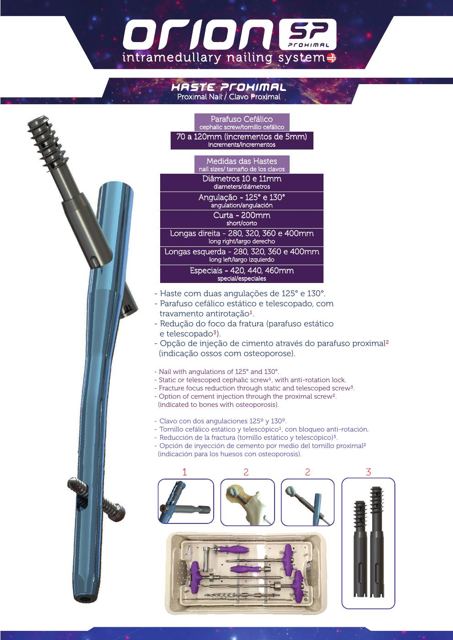 ORION SP
PROXIMAL
intramedullary nailing system
HASTE PROXIMAL
Proximal Nail / Clavo Proximal
Parafuso Cefálico
cephalic screw/tornillo cefálico
70 a 120mm (incrementos de 5mm)
increments/incrementos
Medidas das Hastes
nail sizes/ tamaño de los clavos
Diâmetros 10 e 11mm
diameters/diámetros
Angulação - 125° e 130°
angulation/angulación
Curta - 200mm
short/corto
Longas direita - 280, 320, 360 e 400mm
long right/largo derecho
Longas esquerda - 280, 320, 360 e 400mm
long left/largo izquierdo
Especiais - 420, 440, 460mm
special/especiales
- Haste com duas angulações de 125° e 130°.
- Parafuso cefálico estático e telescopado, com
travamento antirotação¹.
- Redução do foco da fratura (parafuso estático
e telescopado³).
- Opção de injeção de cimento através do parafuso proximal²
(indicação ossos com osteoporose).
- Nail with angulations of 125° and 130°.
- Static or telescoped cephalic screw¹, with anti-rotation lock.
- Fracture focus reduction through static and telescoped screw³.
- Option of cement injection through the proximal screw².
(indicated to bones with osteoporosis).
- Clavo con dos angulaciones 125º y 130º.
- Tornillo cefálico estático y telescópico¹, con bloqueo anti-rotación.
- Reducción de la fractura (tornillo estático y telescópico)³.
- Opción de inyección de cemento por medio del tornillo proximal²
(indicación para los huesos con osteoporosis).
1 2 2 3